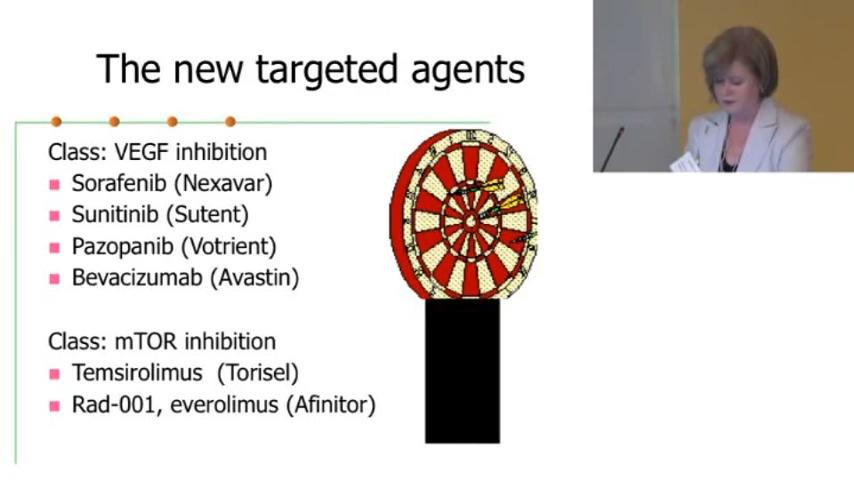 The new targeted agents
Class: VEGF inhibition
Sorafenib (Nexavar)
Sunitinib (Sutent)
Pazopanib (Votrient)
Bevacizumab (Avastin)
Class: mTOR inhibition
Temsirolimus (Torisel)
Rad-001, everolimus (Afinitor)